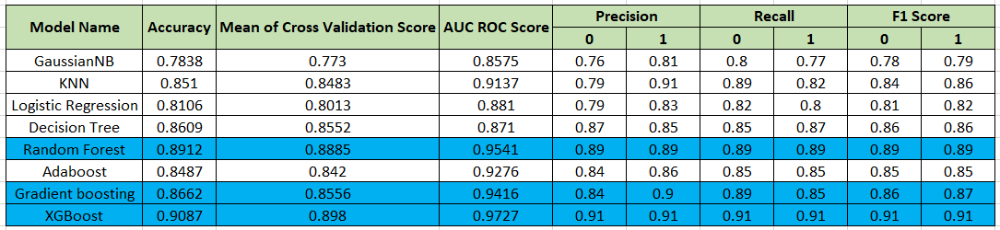 Model Name Accuracy Mean of Cross Validation Score AUC ROC Score Precision Recall F1 Score
0 1 0 1 0 1
GaussianNB 0.7838 0.773 0.8575 0.76 0.81 0.8 0.77 0.78 0.79
KNN 0.851 0.8483 0.9137 0.79 0.91 0.89 0.82 0.84 0.86
Logistic Regression 0.8106 0.8013 0.881 0.79 0.83 0.82 0.8 0.81 0.82
Decision Tree 0.8609 0.8552 0.871 0.87 0.85 0.85 0.87 0.86 0.86
Random Forest 0.8912 0.8885 0.9541 0.89 0.89 0.89 0.89 0.89 0.89
Adaboost 0.8487 0.842 0.9276 0.84 0.86 0.85 0.85 0.85 0.85
Gradient boosting 0.8662 0.8556 0.9416 0.84 0.9 0.89 0.85 0.86 0.87
XGBoost 0.9087 0.898 0.9727 0.91 0.91 0.91 0.91 0.91 0.91